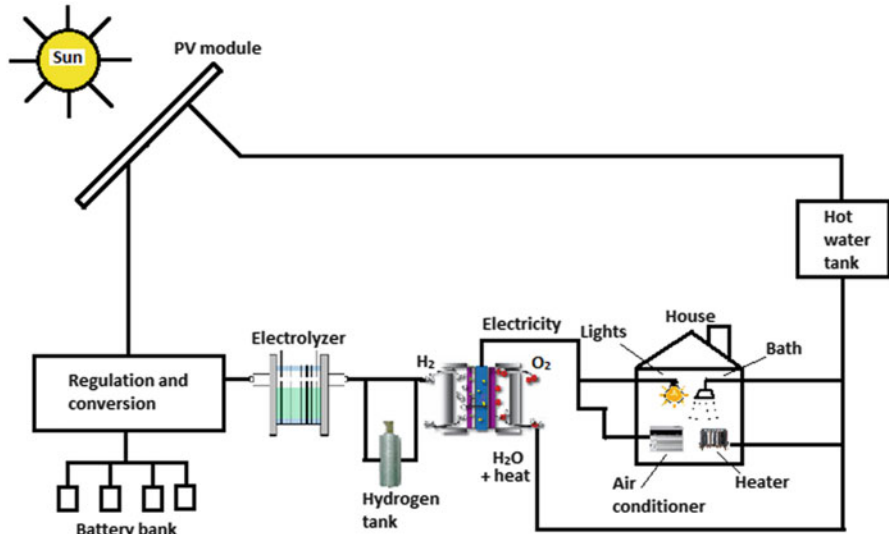 PV module
Sun
Hot
water
tank
House
Electricity
Lights
Bath
Electrolyzer
H₂
O₂
Regulation and
conversion
H₂O
+ heat
Hydrogen
tank
Air
conditioner
Heater
Battery bank